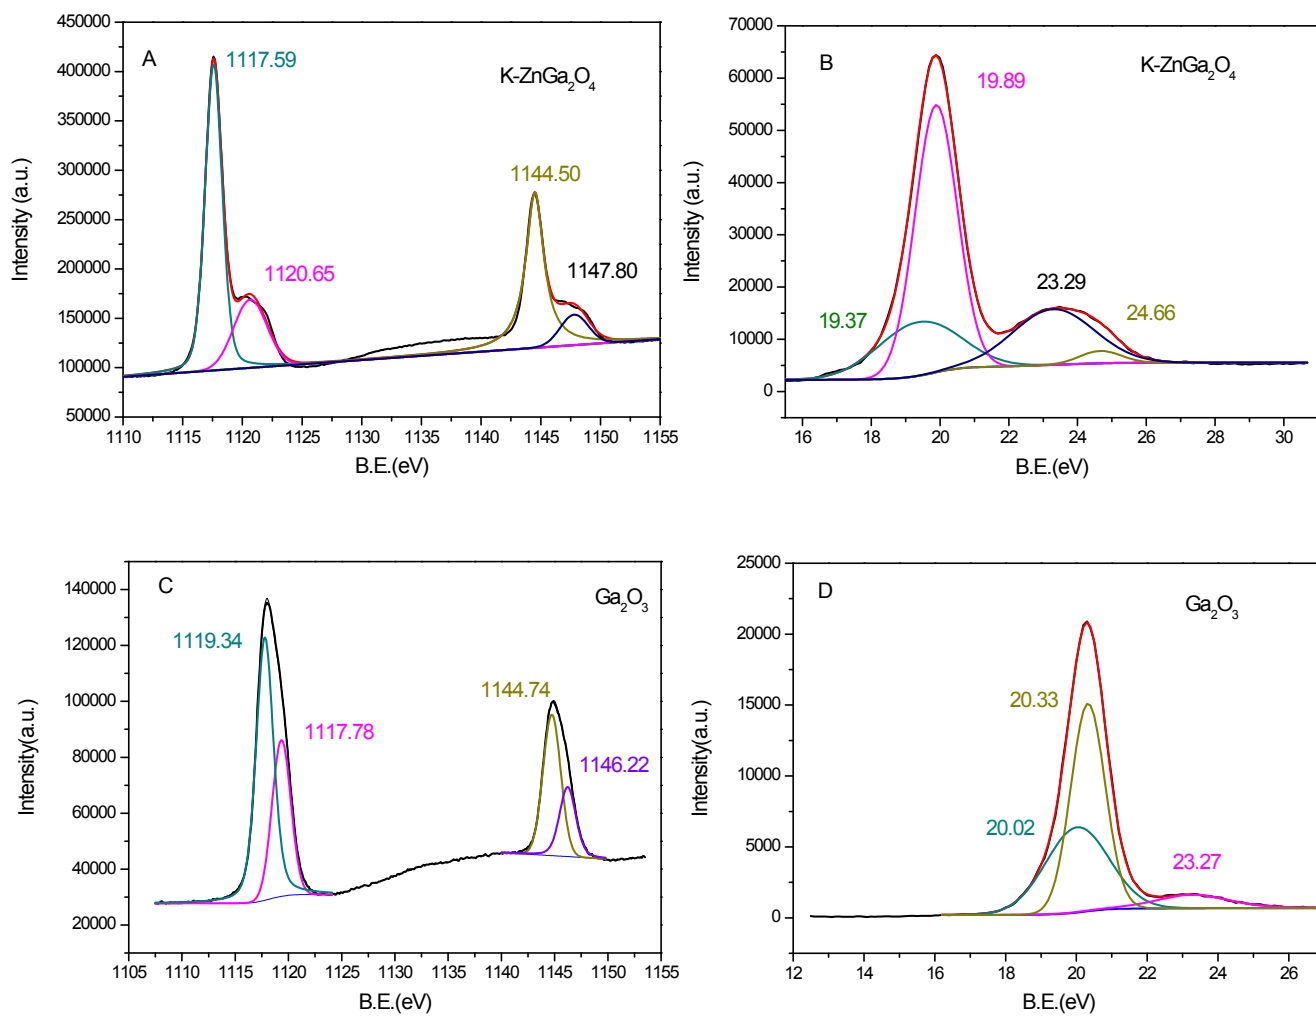 A
K-ZnGa₂O₄
1117.59
1120.65
1144.50
1147.80
450000
400000
350000
300000
250000
200000
150000
100000
50000
Intensity (a.u.)
1110 1115 1120 1125 1130 1135 1140 1145 1150 1155
B.E.(eV)
B
K-ZnGa₂O₄
19.89
19.37
23.29
24.66
70000
60000
50000
40000
30000
20000
10000
0
Intensity (a.u.)
16 18 20 22 24 26 28 30
B.E.(eV)
C
Ga₂O₃
1119.34
1117.78
1144.74
1146.22
140000
120000
100000
80000
60000
40000
20000
Intensity(a.u.)
1105 1110 1115 1120 1125 1130 1135 1140 1145 1150 1155
B.E.(eV)
D
Ga₂O₃
20.33
20.02
23.27
25000
20000
15000
10000
5000
0
Intensity(a.u.)
12 14 16 18 20 22 24 26
B.E.(eV)